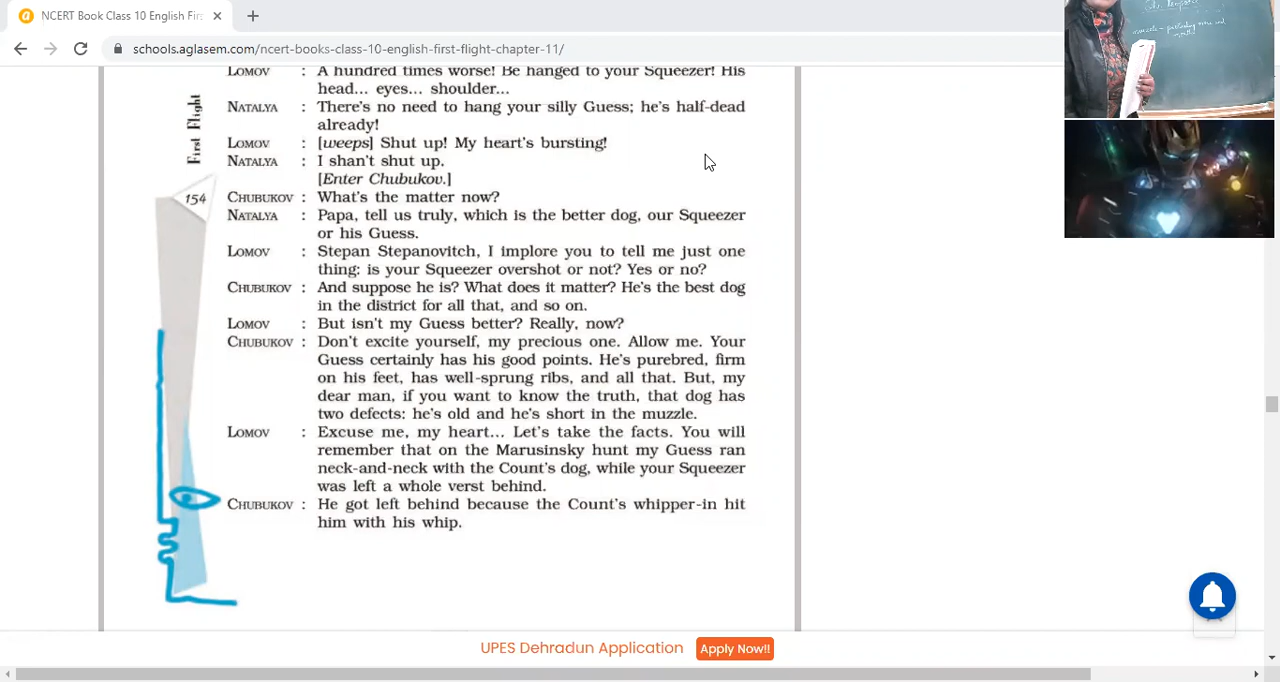 NCERT Book Class 10 English Firs
schools.aglasem.com/ncert-books-class-10-english-first-flight-chapter-11/
First Flight
154
LOMOV : A hundred times worse! Be hanged to your Squeezer! His
head... eyes... shoulder...
NATALYA : There's no need to hang your silly Guess; he's half-dead
already!
LOMOV : [weeps] Shut up! My heart's bursting!
NATALYA : I shan't shut up.
[Enter Chubukov.]
CHUBUKOV : What's the matter now?
NATALYA : Papa, tell us truly, which is the better dog, our Squeezer
or his Guess.
LOMOV : Stepan Stepanovitch, I implore you to tell me just one
thing: is your Squeezer overshot or not? Yes or no?
CHUBUKOV : And suppose he is? What does it matter? He's the best dog
in the district for all that, and so on.
LOMOV : But isn't my Guess better? Really, now?
CHUBUKOV : Don't excite yourself, my precious one. Allow me. Your
Guess certainly has his good points. He's purebred, firm
on his feet, has well-sprung ribs, and all that. But, my
dear man, if you want to know the truth, that dog has
two defects: he's old and he's short in the muzzle.
LOMOV : Excuse me, my heart... Let's take the facts. You will
remember that on the Marusinsky hunt my Guess ran
neck-and-neck with the Count's dog, while your Squeezer
was left a whole verst behind.
CHUBUKOV : He got left behind because the Count's whipper-in hit
him with his whip.
UPES Dehradun Application Apply Now!!